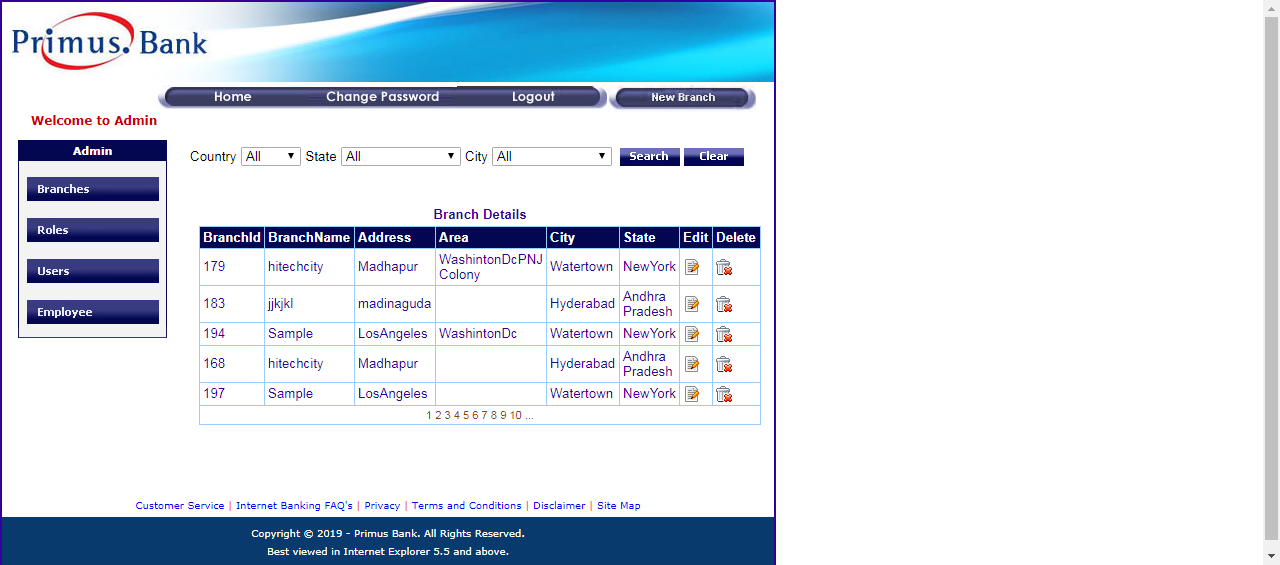 Primus. Bank
Home Change Password Logout New Branch
Welcome to Admin
Admin
Branches
Roles
Users
Employee
Country All State All City All Search Clear
Branch Details
BranchId BranchName Address Area City State Edit Delete
179 hitechcity Madhapur WashintonDcPNJ Colony Watertown NewYork
183 jjkjkl madinaguda Hyderabad Andhra Pradesh
194 Sample LosAngeles WashintonDc Watertown NewYork
168 hitechcity Madhapur Hyderabad Andhra Pradesh
197 Sample LosAngeles Watertown NewYork
1 2 3 4 5 6 7 8 9 10 ...
Customer Service | Internet Banking FAQ's | Privacy | Terms and Conditions | Disclaimer | Site Map
Copyright © 2019 - Primus Bank. All Rights Reserved.
Best viewed in Internet Explorer 5.5 and above.